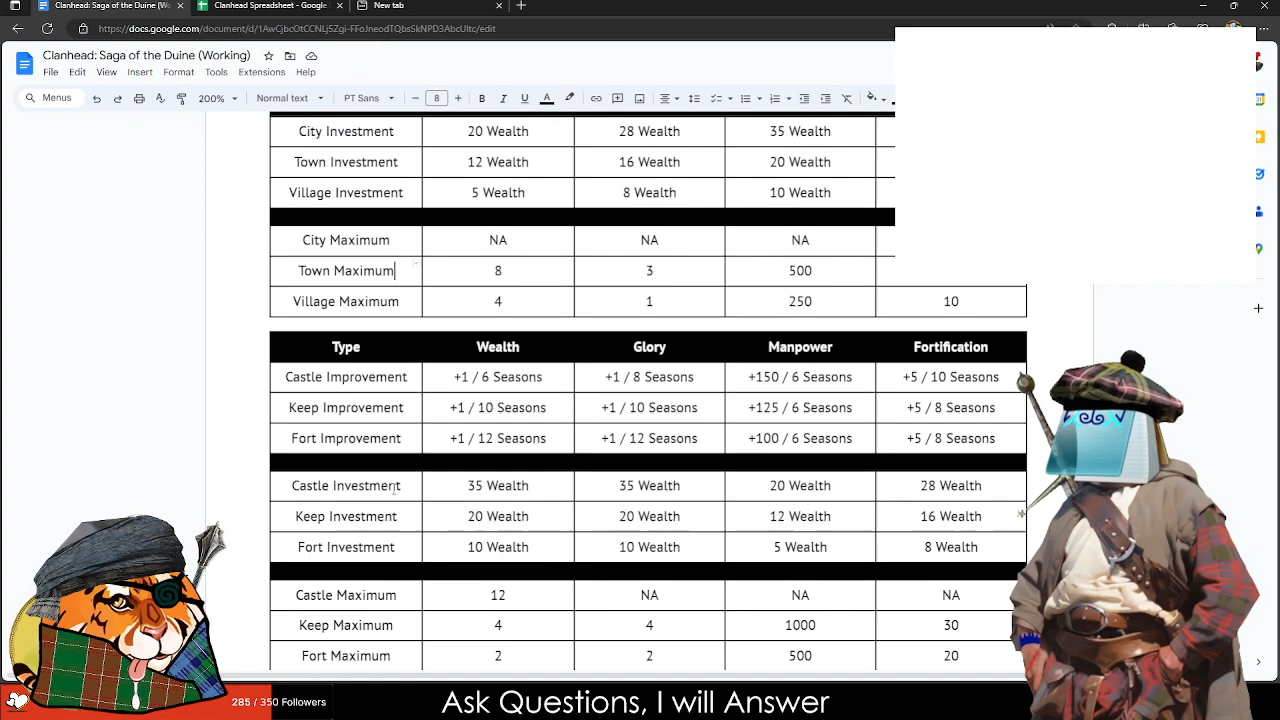 Clanhead: Saga of the Duine (Wo
Clanhead Spreadsheet - Google
New tab
https://docs.google.com/document/d/1AwCjbcOtCCNLj5Zgi-FFoJneodTQbsSkNPD3AbcUltc/edit
Clanhead: Saga of the Duine (Working)
File Edit View Insert Format Tools Extensions Help
Menus 200% Normal text PT Sans 8 B I U A
City Investment 20 Wealth 28 Wealth 35 Wealth
Town Investment 12 Wealth 16 Wealth 20 Wealth
Village Investment 5 Wealth 8 Wealth 10 Wealth
City Maximum NA NA NA
Town Maximum 8 3 500
Village Maximum 4 1 250 10
Type Wealth Glory Manpower Fortification
Castle Improvement +1 / 6 Seasons +1 / 8 Seasons +150 / 6 Seasons +5 / 10 Seasons
Keep Improvement +1 / 10 Seasons +1 / 10 Seasons +125 / 6 Seasons +5 / 8 Seasons
Fort Improvement +1 / 12 Seasons +1 / 12 Seasons +100 / 6 Seasons +5 / 8 Seasons
Castle Investment 35 Wealth 35 Wealth 20 Wealth 28 Wealth
Keep Investment 20 Wealth 20 Wealth 12 Wealth 16 Wealth
Fort Investment 10 Wealth 10 Wealth 5 Wealth 8 Wealth
Castle Maximum 12 NA NA NA
Keep Maximum 4 4 1000 30
Fort Maximum 2 2 500 20
285 / 350 Followers
Ask Questions, I will Answer